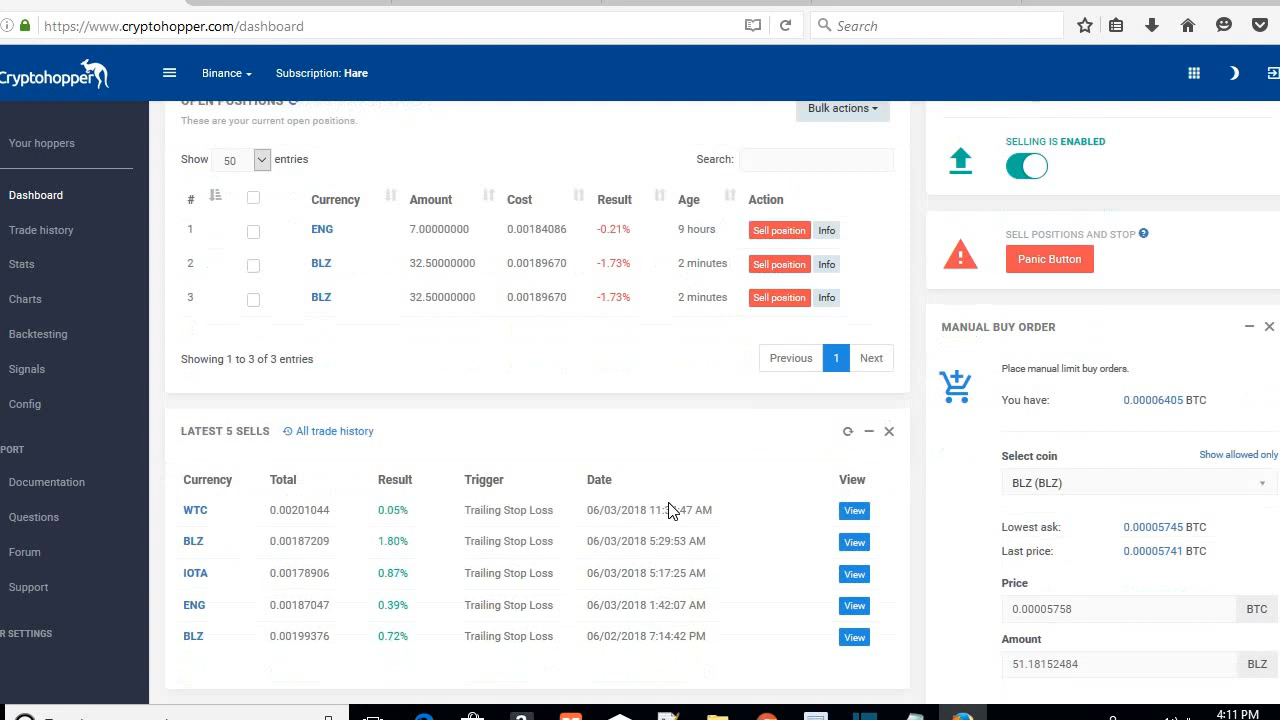 https://www.cryptohopper.com/dashboard
Search
Cryptohopper
Binance
Subscription: Hare
Your hoppers
Dashboard
Trade history
Stats
Charts
Backtesting
Signals
Config
PORT
Documentation
Questions
Forum
Support
R SETTINGS
OPEN POSITIONS
Bulk actions
These are your current open positions.
Show 50 entries
Search:
# Currency Amount Cost Result Age Action
1 ENG 7.00000000 0.00184086 -0.21% 9 hours Sell position Info
2 BLZ 32.50000000 0.00189670 -1.73% 2 minutes Sell position Info
3 BLZ 32.50000000 0.00189670 -1.73% 2 minutes Sell position Info
Showing 1 to 3 of 3 entries
Previous 1 Next
LATEST 5 SELLS All trade history
Currency Total Result Trigger Date View
WTC 0.00201044 0.05% Trailing Stop Loss 06/03/2018 47 AM View
BLZ 0.00187209 1.80% Trailing Stop Loss 06/03/2018 5:29:53 AM View
IOTA 0.00178906 0.87% Trailing Stop Loss 06/03/2018 5:17:25 AM View
ENG 0.00187047 0.39% Trailing Stop Loss 06/03/2018 1:42:07 AM View
BLZ 0.00199376 0.72% Trailing Stop Loss 06/02/2018 7:14:42 PM View
SELLING IS ENABLED
SELL POSITIONS AND STOP
Panic Button
MANUAL BUY ORDER
Place manual limit buy orders.
You have: 0.00006405 BTC
Select coin Show allowed only
BLZ (BLZ)
Lowest ask: 0.00005745 BTC
Last price: 0.00005741 BTC
Price
0.00005758 BTC
Amount
51.18152484 BLZ
4:11 PM